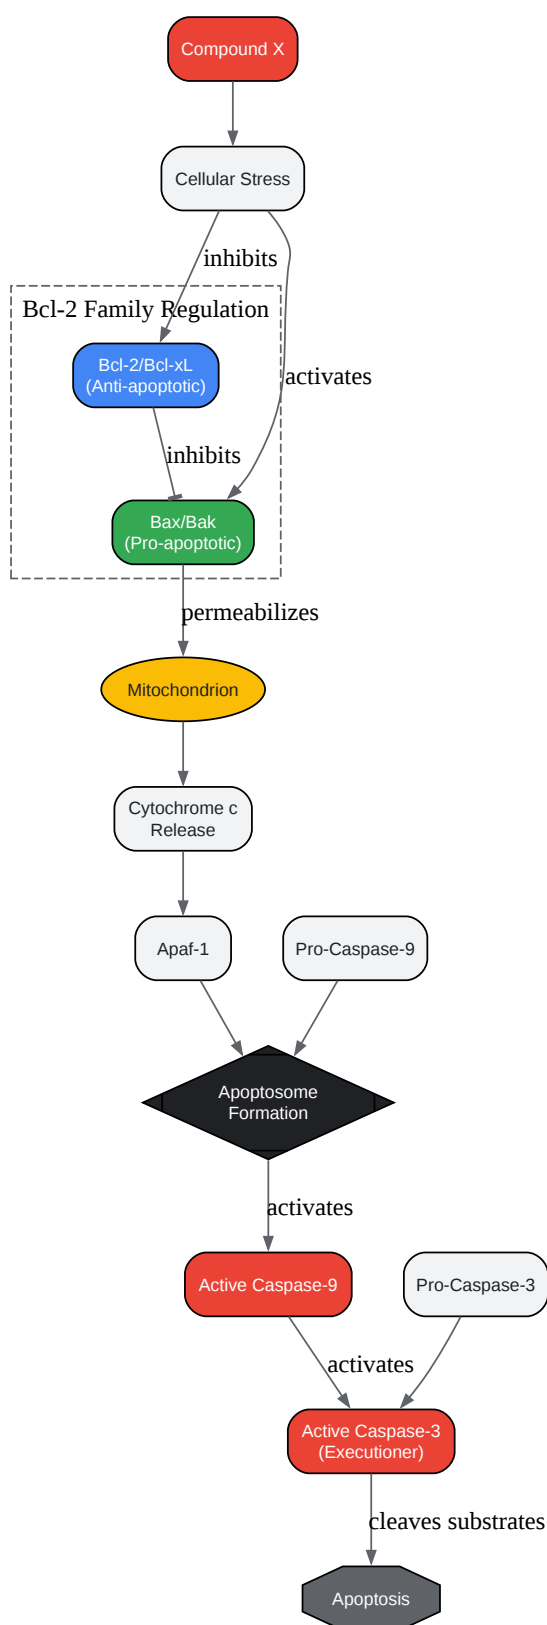 Compound X
Cellular Stress
inhibits
Bcl-2 Family Regulation
Bcl-2/Bcl-xL
(Anti-apoptotic)
activates
inhibits
Bax/Bak
(Pro-apoptotic)
permeabilizes
Mitochondrion
Cytochrome c
Release
Apaf-1
Pro-Caspase-9
Apoptosome
Formation
activates
Active Caspase-9
Pro-Caspase-3
activates
Active Caspase-3
(Executioner)
cleaves substrates
Apoptosis